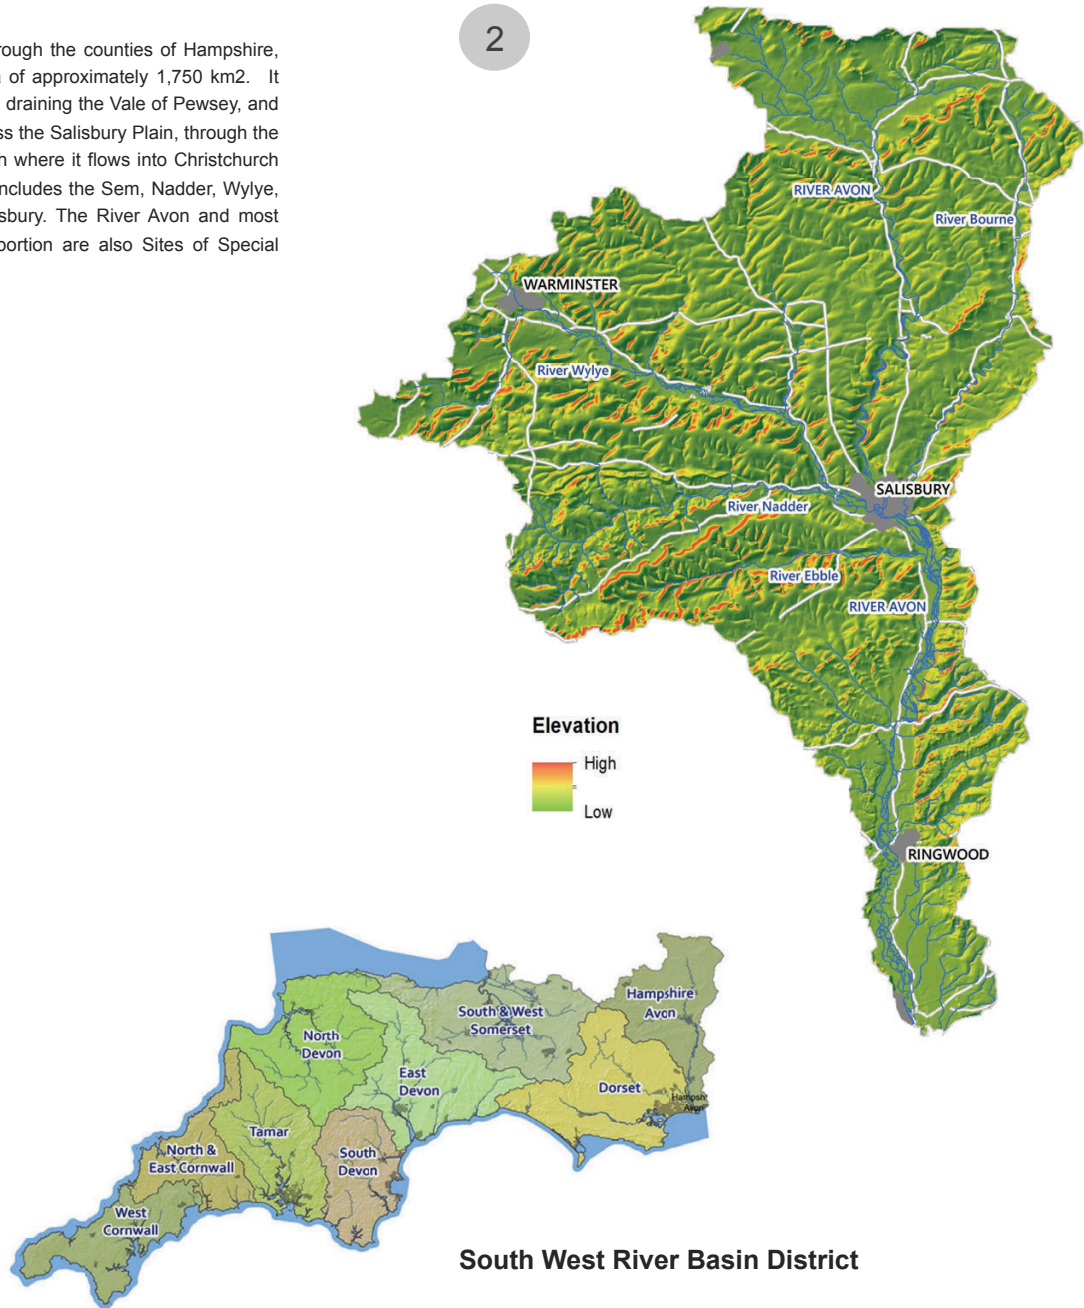 2
rough the counties of Hampshire,
of approximately 1,750 km2. It
draining the Vale of Pewsey, and
ss the Salisbury Plain, through the
h where it flows into Christchurch
includes the Sem, Nadder, Wylye,
sbury. The River Avon and most
portion are also Sites of Special
RIVER AVON
River Bourne
WARMINSTER
River Wylye
SALISBURY
River Nadder
River Ebble
RIVER AVON
Elevation
High
Low
RINGWOOD
Hampshire
Avon
South & West
Somerset
North
Devon
East
Devon
Dorset
Hampsh
Avon
Tamar
North &
East Cornwall
South
Devon
West
Cornwall
South West River Basin District